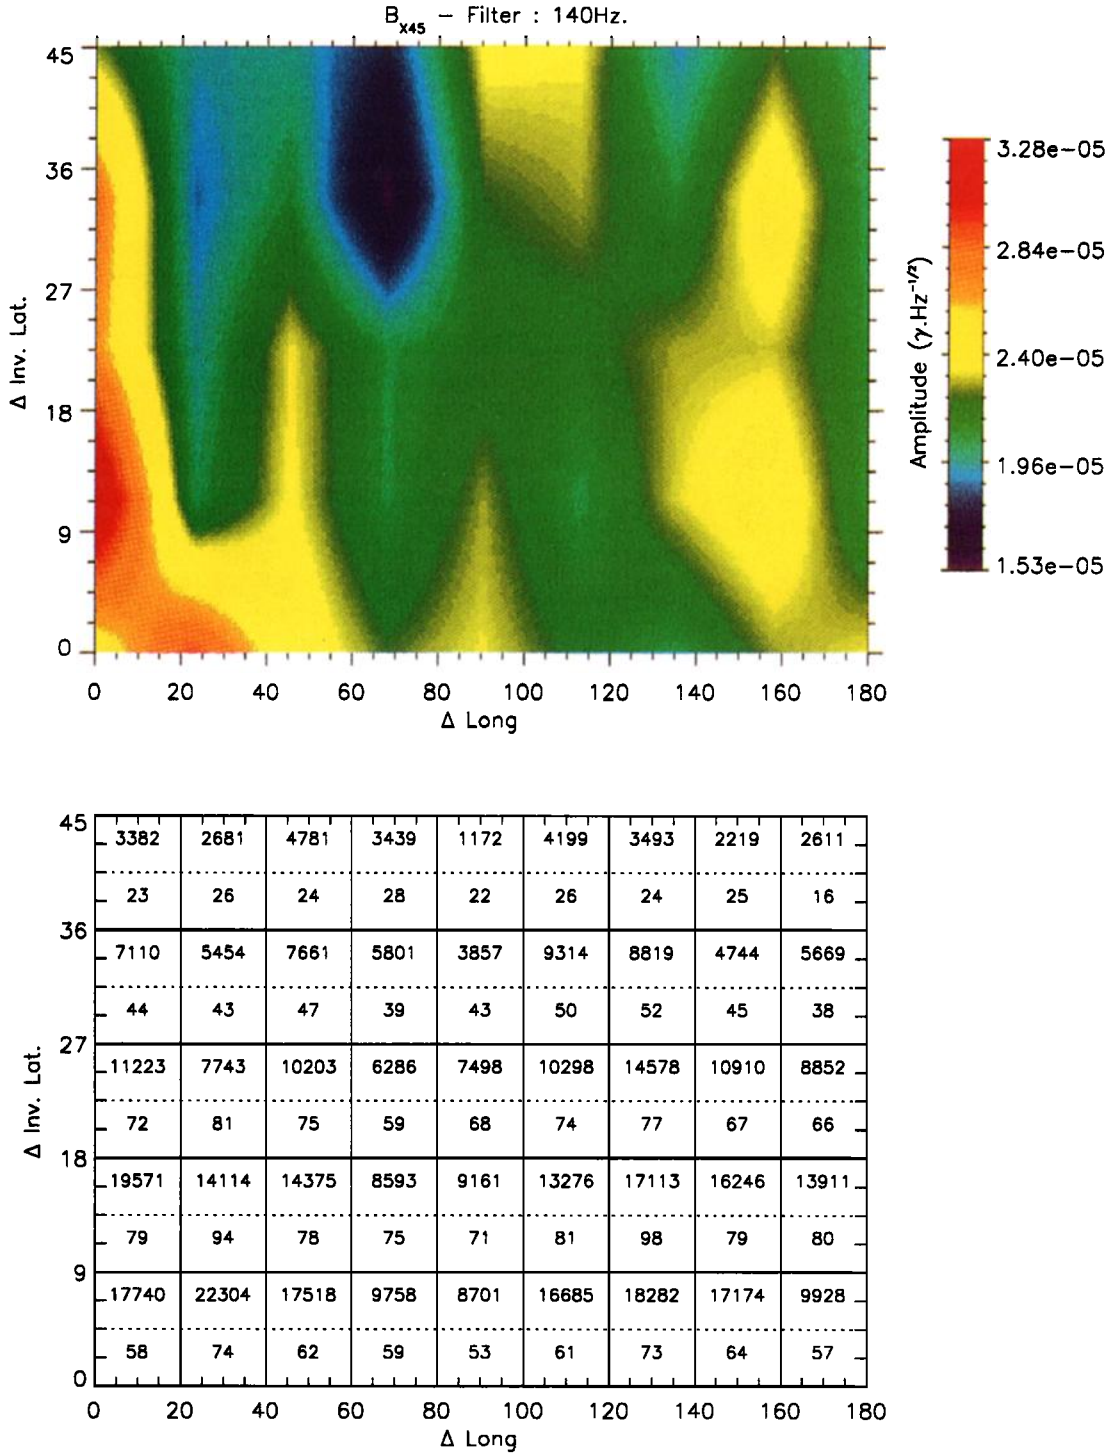 B_X45 – Filter : 140Hz.
45
36
27
18
9
0
Δ Inv. Lat.
0 20 40 60 80 100 120 140 160 180
Δ Long
3.28e-05
2.84e-05
2.40e-05
1.96e-05
1.53e-05
Amplitude (γ.Hz^-1/2)
45
3382 2681 4781 3439 1172 4199 3493 2219 2611
23 26 24 28 22 26 24 25 16
36
7110 5454 7661 5801 3857 9314 8819 4744 5669
44 43 47 39 43 50 52 45 38
27
11223 7743 10203 6286 7498 10298 14578 10910 8852
72 81 75 59 68 74 77 67 66
18
19571 14114 14375 8593 9161 13276 17113 16246 13911
79 94 78 75 71 81 98 79 80
9
17740 22304 17518 9758 8701 16685 18282 17174 9928
58 74 62 59 53 61 73 64 57
0
Δ Inv. Lat.
0 20 40 60 80 100 120 140 160 180
Δ Long